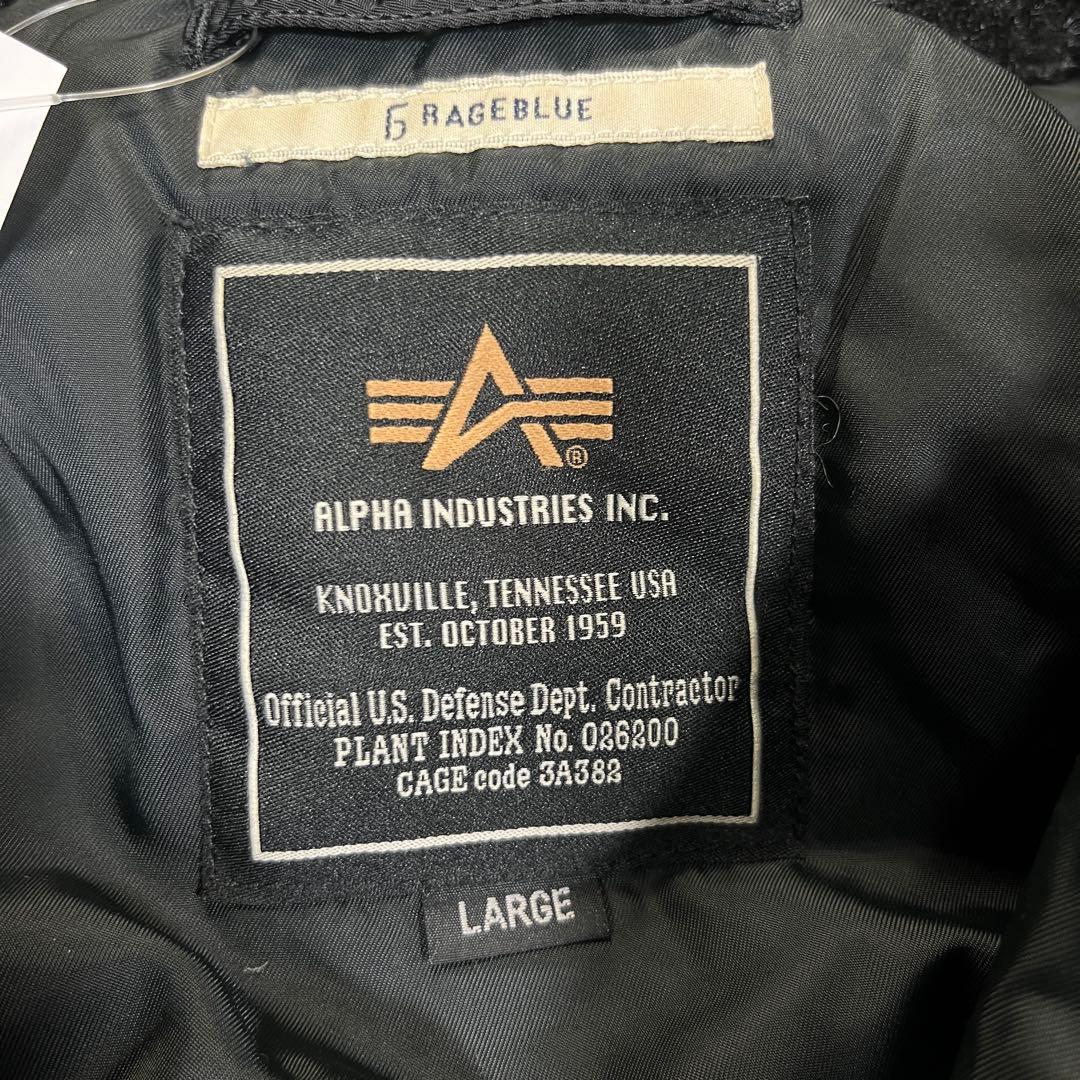 RAGEBLUE
®
ALPHA INDUSTRIES INC.
KNOXVILLE, TENNESSEE USA
EST. OCTOBER 1959
Official U.S. Defense Dept. Contractor
PLANT INDEX No. 026200
CAGE code 3A382
LARGE